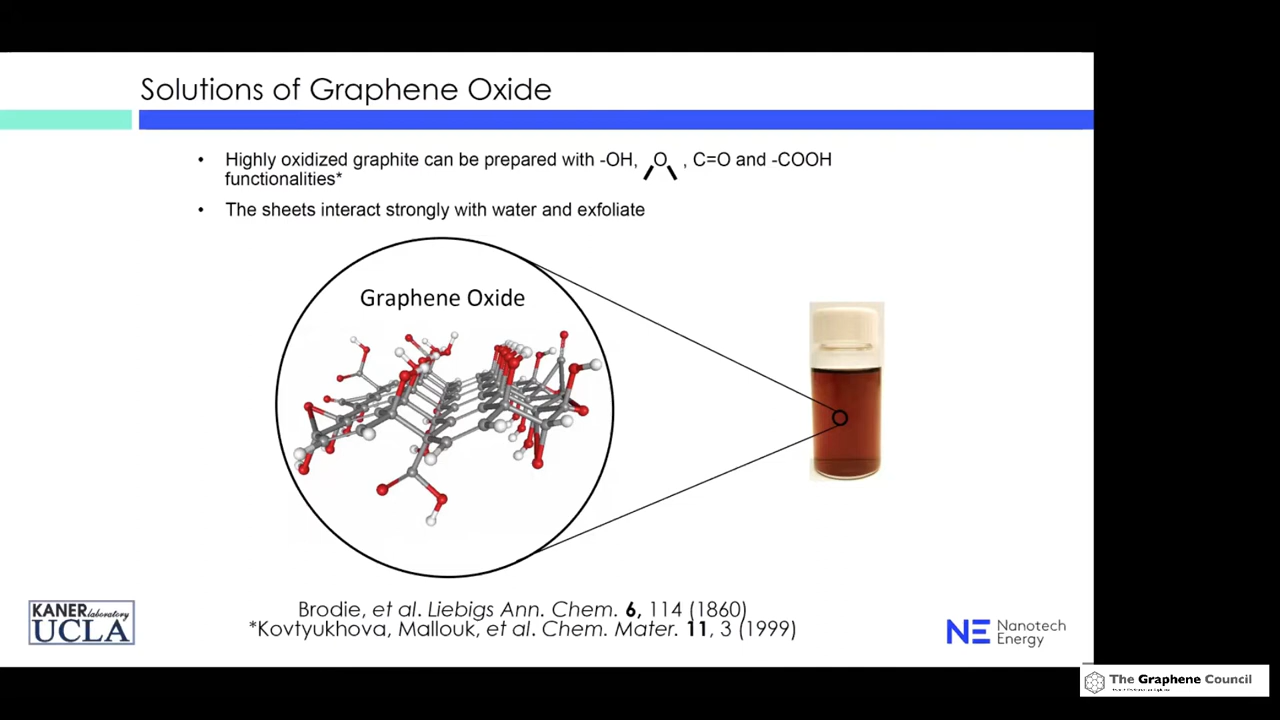 Solutions of Graphene Oxide
• Highly oxidized graphite can be prepared with -OH, O , C=O and -COOH
functionalities*
• The sheets interact strongly with water and exfoliate
Graphene Oxide
Brodie, et al. Liebigs Ann. Chem. 6, 114 (1860)
*Kovtyukhova, Mallouk, et al. Chem. Mater. 11, 3 (1999)
KANER laboratory
UCLA
NE Nanotech
Energy
The Graphene Council